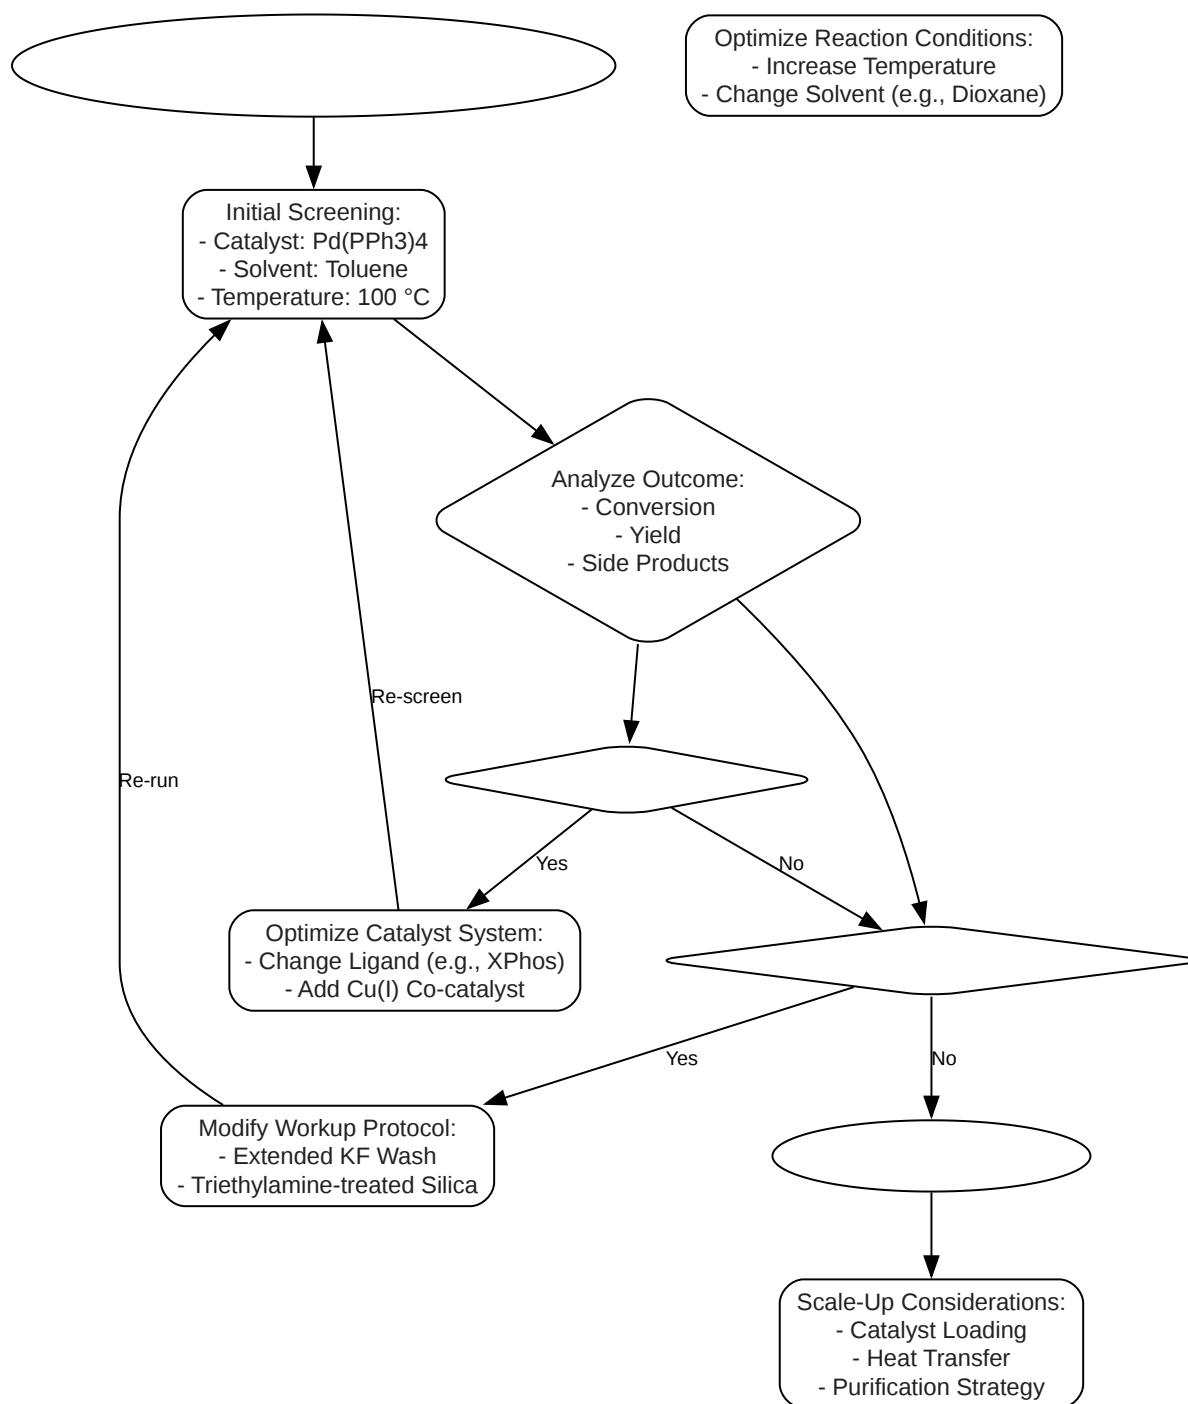 Optimize Reaction Conditions:
- Increase Temperature
- Change Solvent (e.g., Dioxane)
Initial Screening:
- Catalyst: Pd(PPh3)4
- Solvent: Toluene
- Temperature: 100 °C
Analyze Outcome:
- Conversion
- Yield
- Side Products
Re-screen
Re-run
Yes
No
Optimize Catalyst System:
- Change Ligand (e.g., XPhos)
- Add Cu(I) Co-catalyst
Yes
No
Modify Workup Protocol:
- Extended KF Wash
- Triethylamine-treated Silica
Scale-Up Considerations:
- Catalyst Loading
- Heat Transfer
- Purification Strategy